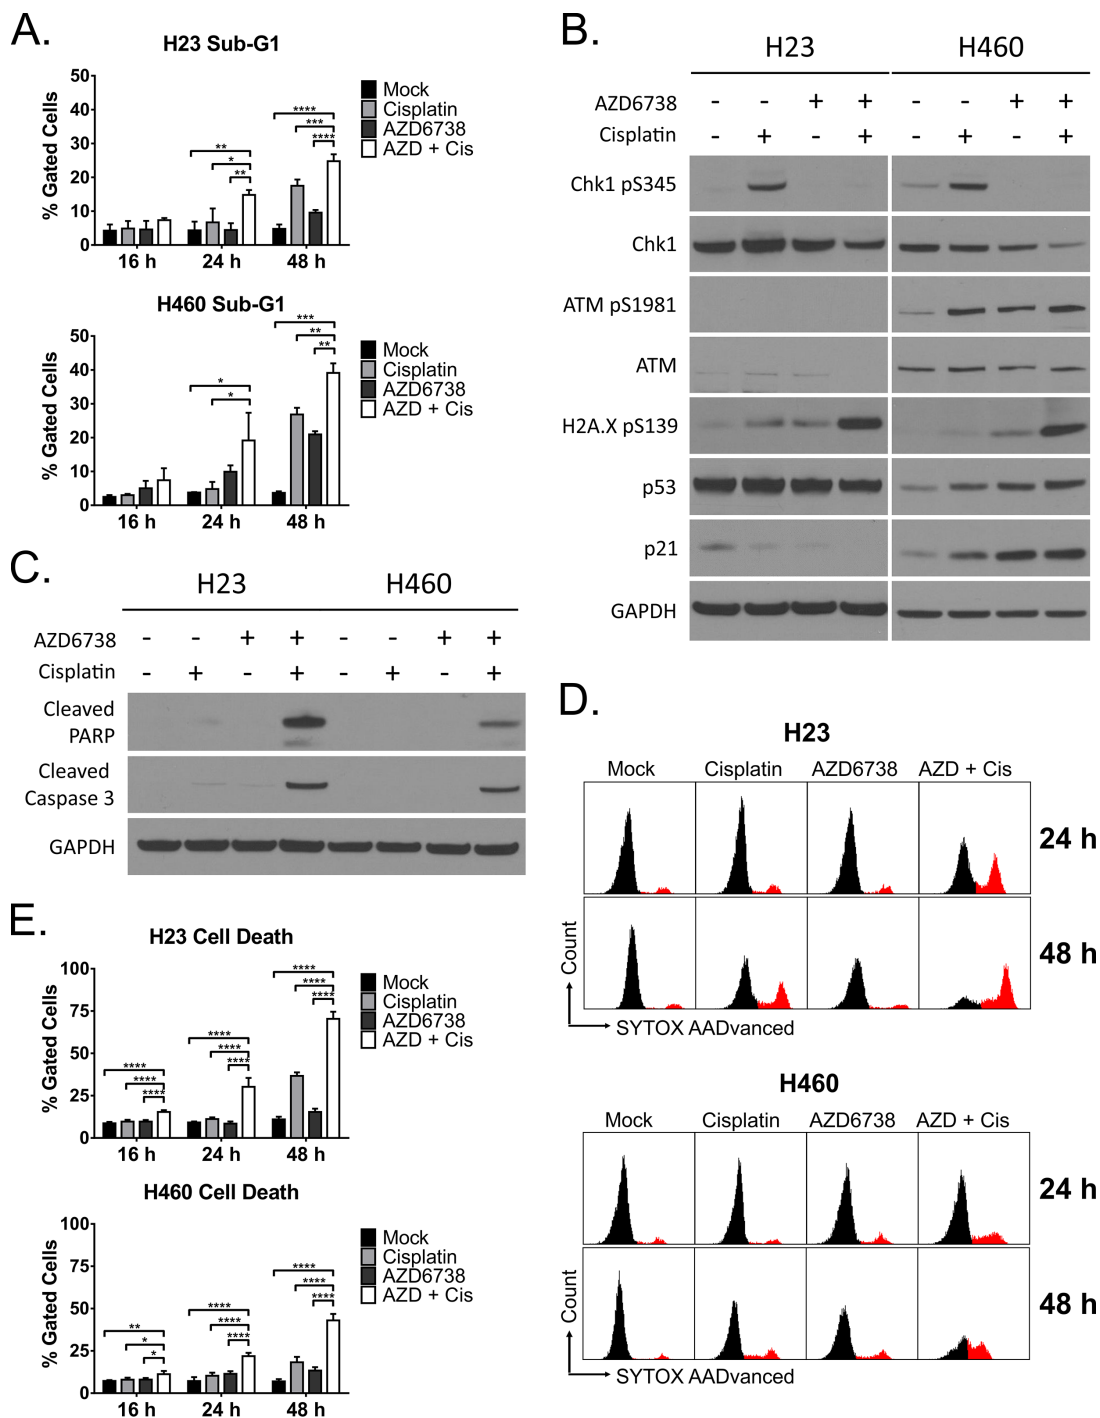 A.
H23 Sub-G1
% Gated Cells
50
40
30
20
10
0
16 h 24 h 48 h
** * ** **** *** ****
Mock
Cisplatin
AZD6738
AZD + Cis
H460 Sub-G1
% Gated Cells
50
40
30
20
10
0
16 h 24 h 48 h
* * *** ** **
Mock
Cisplatin
AZD6738
AZD + Cis
B.
H23 H460
AZD6738 - - + + - - + +
Cisplatin - + - + - + - +
Chk1 pS345
Chk1
ATM pS1981
ATM
H2A.X pS139
p53
p21
GAPDH
C.
H23 H460
AZD6738 - - + + - - + +
Cisplatin - + - + - + - +
Cleaved
PARP
Cleaved
Caspase 3
GAPDH
D.
H23
Mock Cisplatin AZD6738 AZD + Cis
24 h
48 h
Count
SYTOX AADvanced
H460
Mock Cisplatin AZD6738 AZD + Cis
24 h
48 h
Count
SYTOX AADvanced
E.
H23 Cell Death
% Gated Cells
100
75
50
25
0
16 h 24 h 48 h
**** **** **** **** **** **** **** **** ****
Mock
Cisplatin
AZD6738
AZD + Cis
H460 Cell Death
% Gated Cells
100
75
50
25
0
16 h 24 h 48 h
** * * **** **** **** **** **** ****
Mock
Cisplatin
AZD6738
AZD + Cis